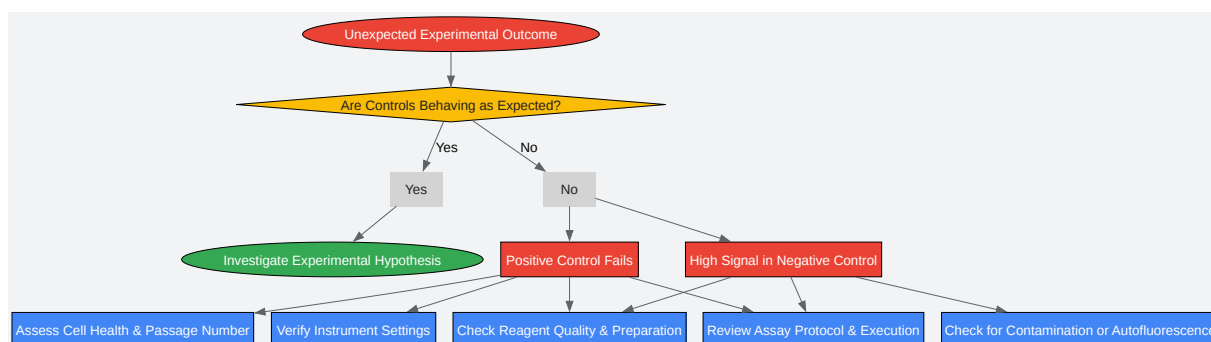 Unexpected Experimental Outcome
Are Controls Behaving as Expected?
Yes
No
Yes
No
Investigate Experimental Hypothesis
Positive Control Fails
High Signal in Negative Control
Assess Cell Health & Passage Number
Verify Instrument Settings
Check Reagent Quality & Preparation
Review Assay Protocol & Execution
Check for Contamination or Autofluorescence